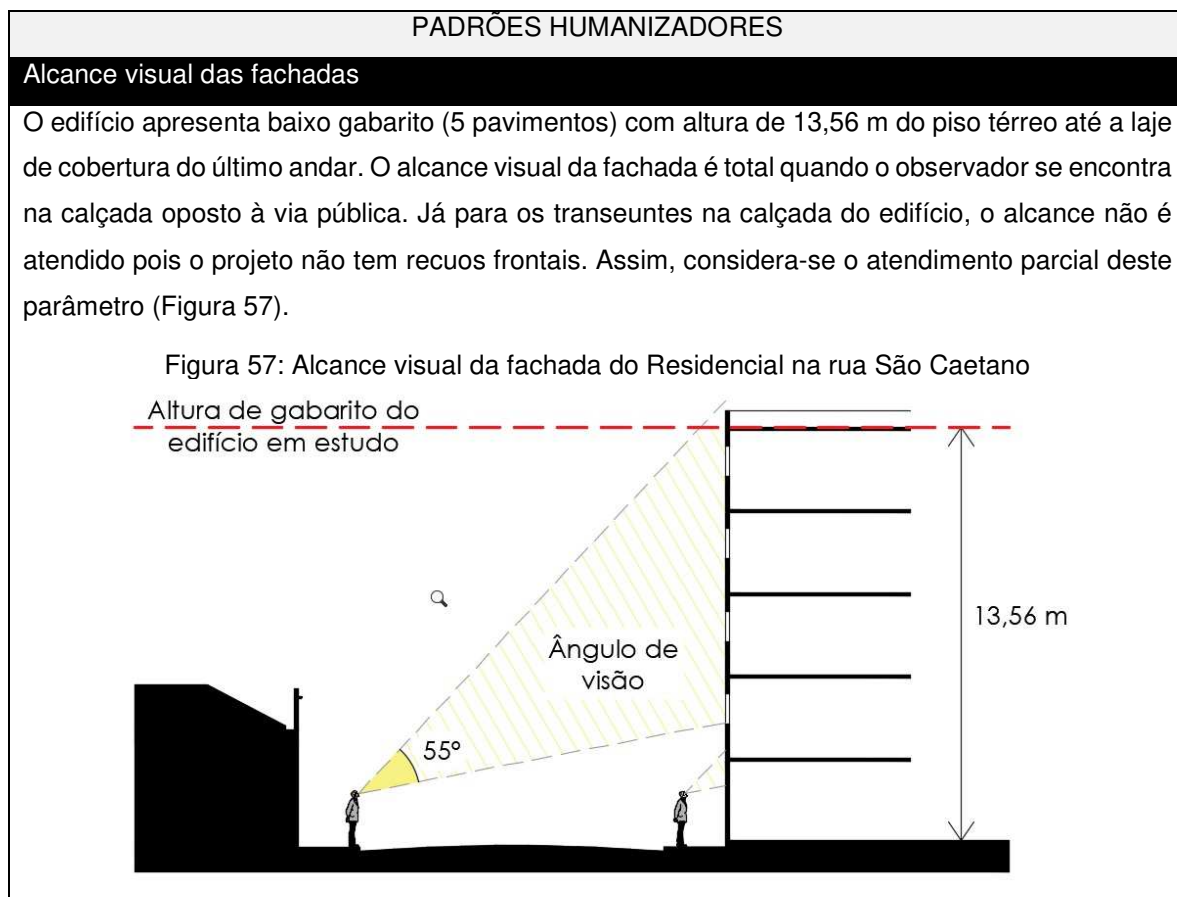 PADRÕES HUMANIZADORES
Alcance visual das fachadas
O edifício apresenta baixo gabarito (5 pavimentos) com altura de 13,56 m do piso térreo até a laje
de cobertura do último andar. O alcance visual da fachada é total quando o observador se encontra
na calçada oposto à via pública. Já para os transeuntes na calçada do edifício, o alcance não é
atendido pois o projeto não tem recuos frontais. Assim, considera-se o atendimento parcial deste
parâmetro (Figura 57).
Figura 57: Alcance visual da fachada do Residencial na rua São Caetano
Altura de gabarito do
edifício em estudo
13,56 m
Ângulo de
visão
55º